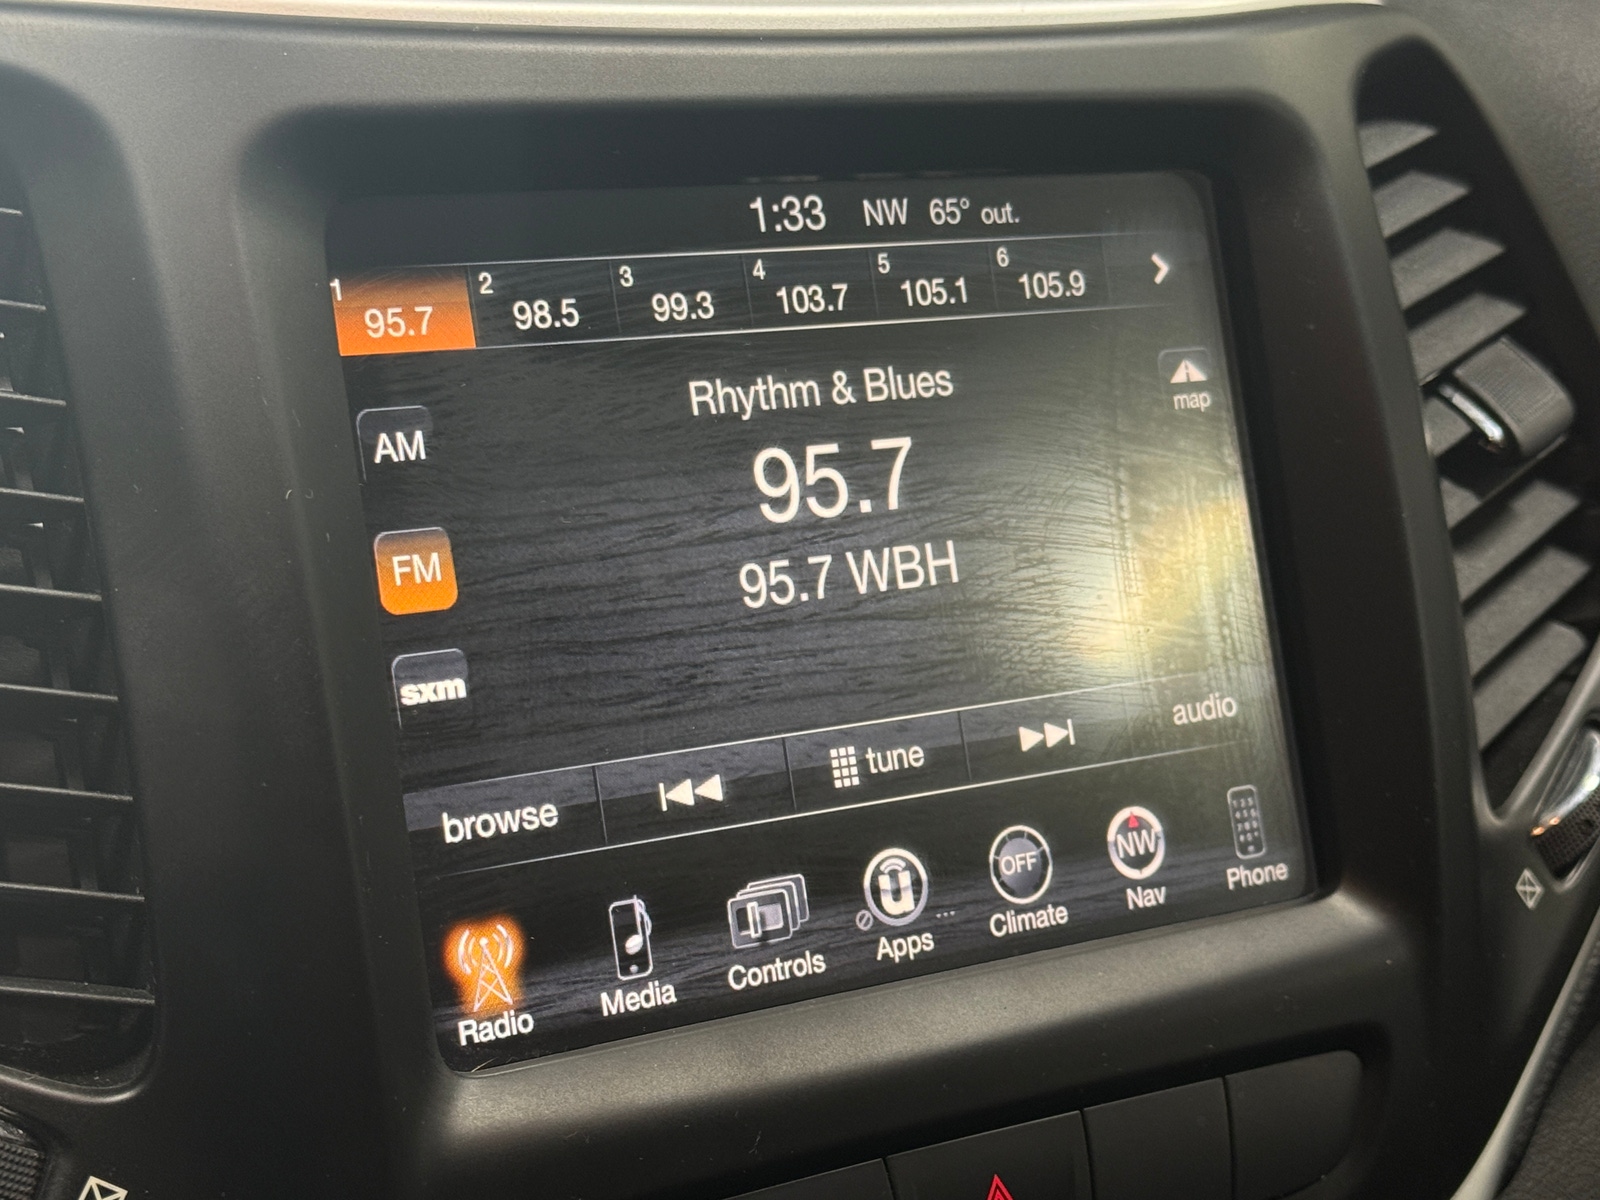 1:33 NW 65° out.
1 95.7 2 98.5 3 99.3 4 103.7 5 105.1 6 105.9
Rhythm & Blues
map
AM
95.7
FM
95.7 WBH
sxm
browse tune audio
Radio Media Controls Apps OFF Climate NW Nav Phone